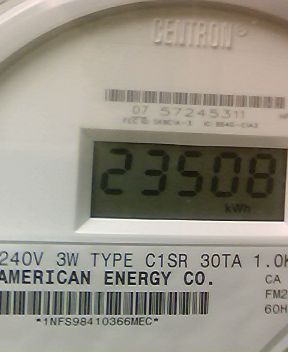 CENTRON®
07 57245311
23508
kWh
240V 3W TYPE C1SR 30TA 1.0K
AMERICAN ENERGY CO.
CA
FM2
60H
*1NFS98410366MEC*